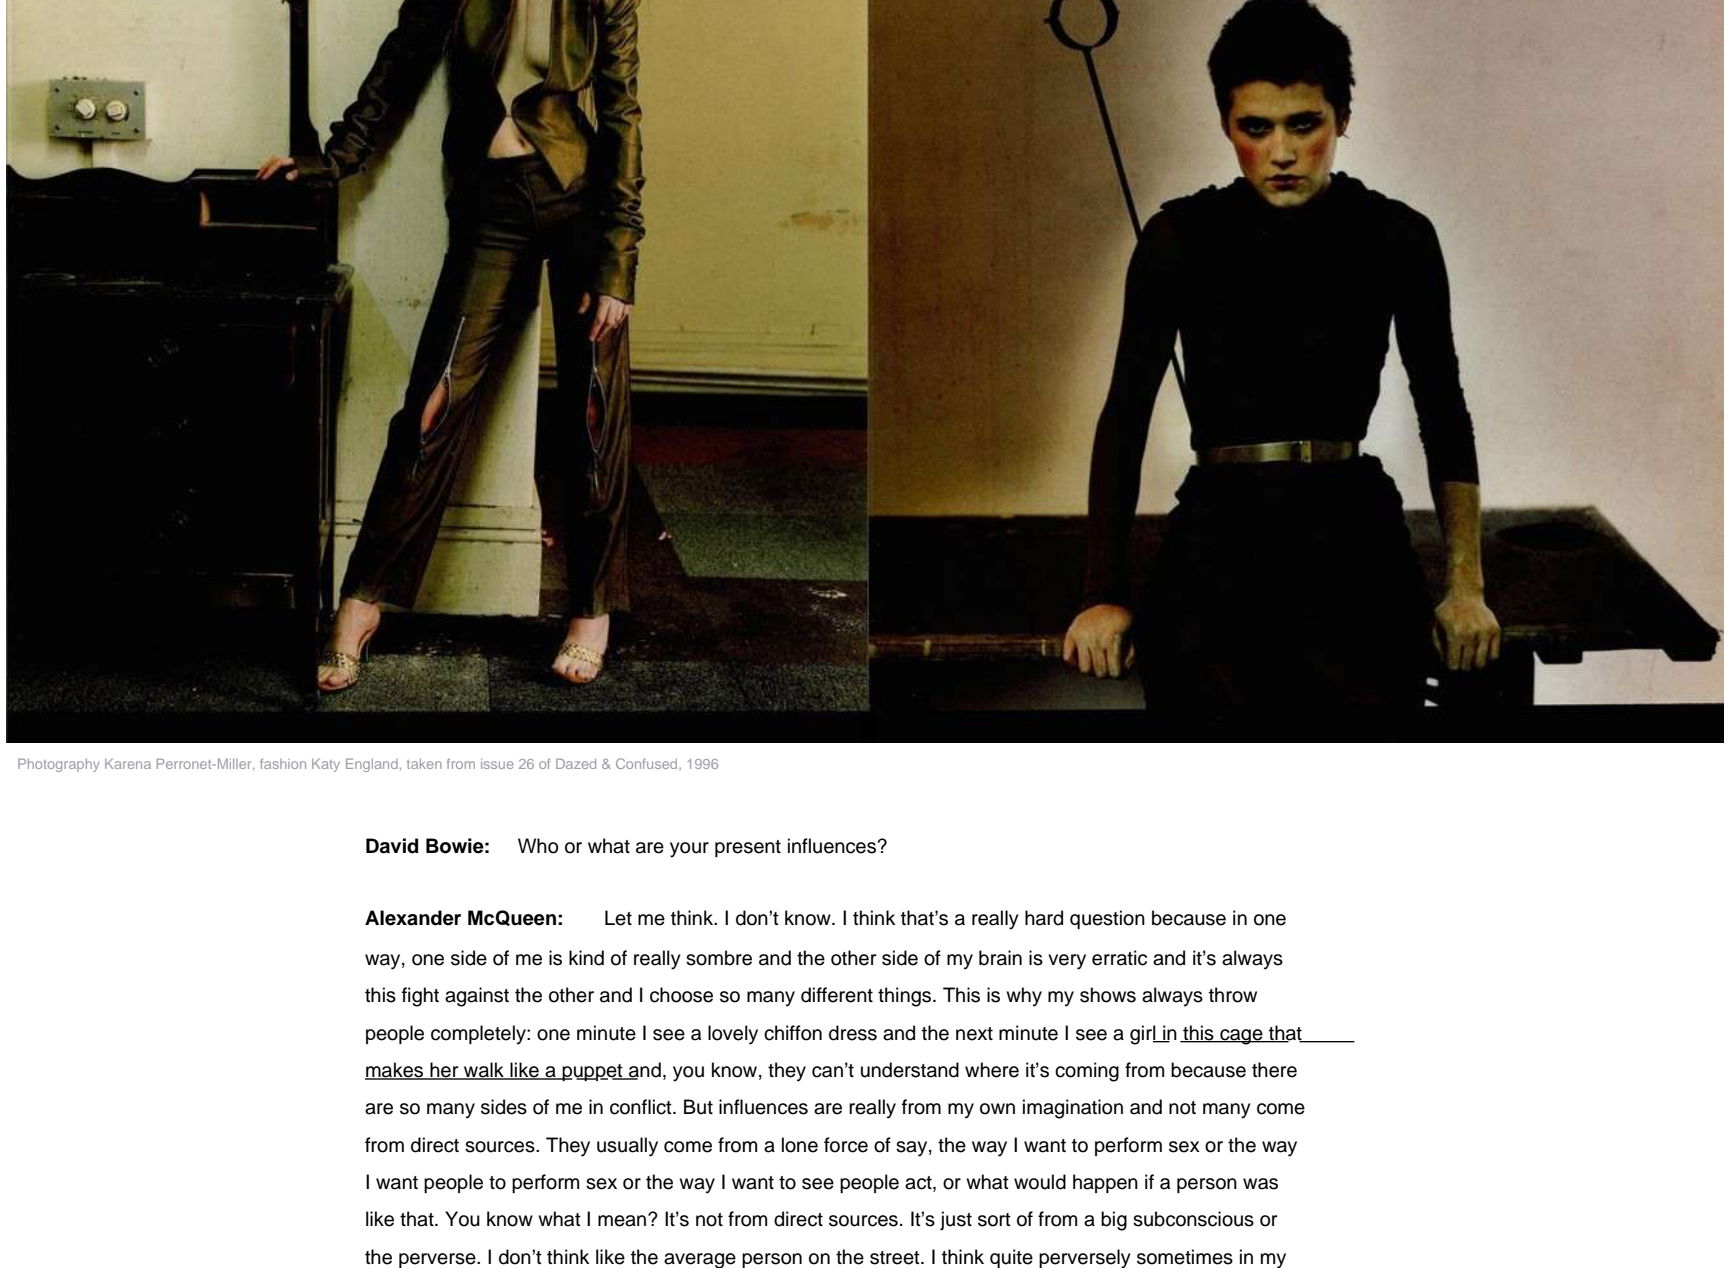 Photography Karena Perronet-Miller, fashion Katy England, taken from issue 26 of Dazed & Confused, 1996
David Bowie: Who or what are your present influences?
Alexander McQueen: Let me think. I don’t know. I think that’s a really hard question because in one
way, one side of me is kind of really sombre and the other side of my brain is very erratic and it’s always
this fight against the other and I choose so many different things. This is why my shows always throw
people completely: one minute I see a lovely chiffon dress and the next minute I see a girl in this cage that
makes her walk like a puppet and, you know, they can’t understand where it’s coming from because there
are so many sides of me in conflict. But influences are really from my own imagination and not many come
from direct sources. They usually come from a lone force of say, the way I want to perform sex or the way
I want people to perform sex or the way I want to see people act, or what would happen if a person was
like that. You know what I mean? It’s not from direct sources. It’s just sort of from a big subconscious or
the perverse. I don’t think like the average person on the street. I think quite perversely sometimes in my